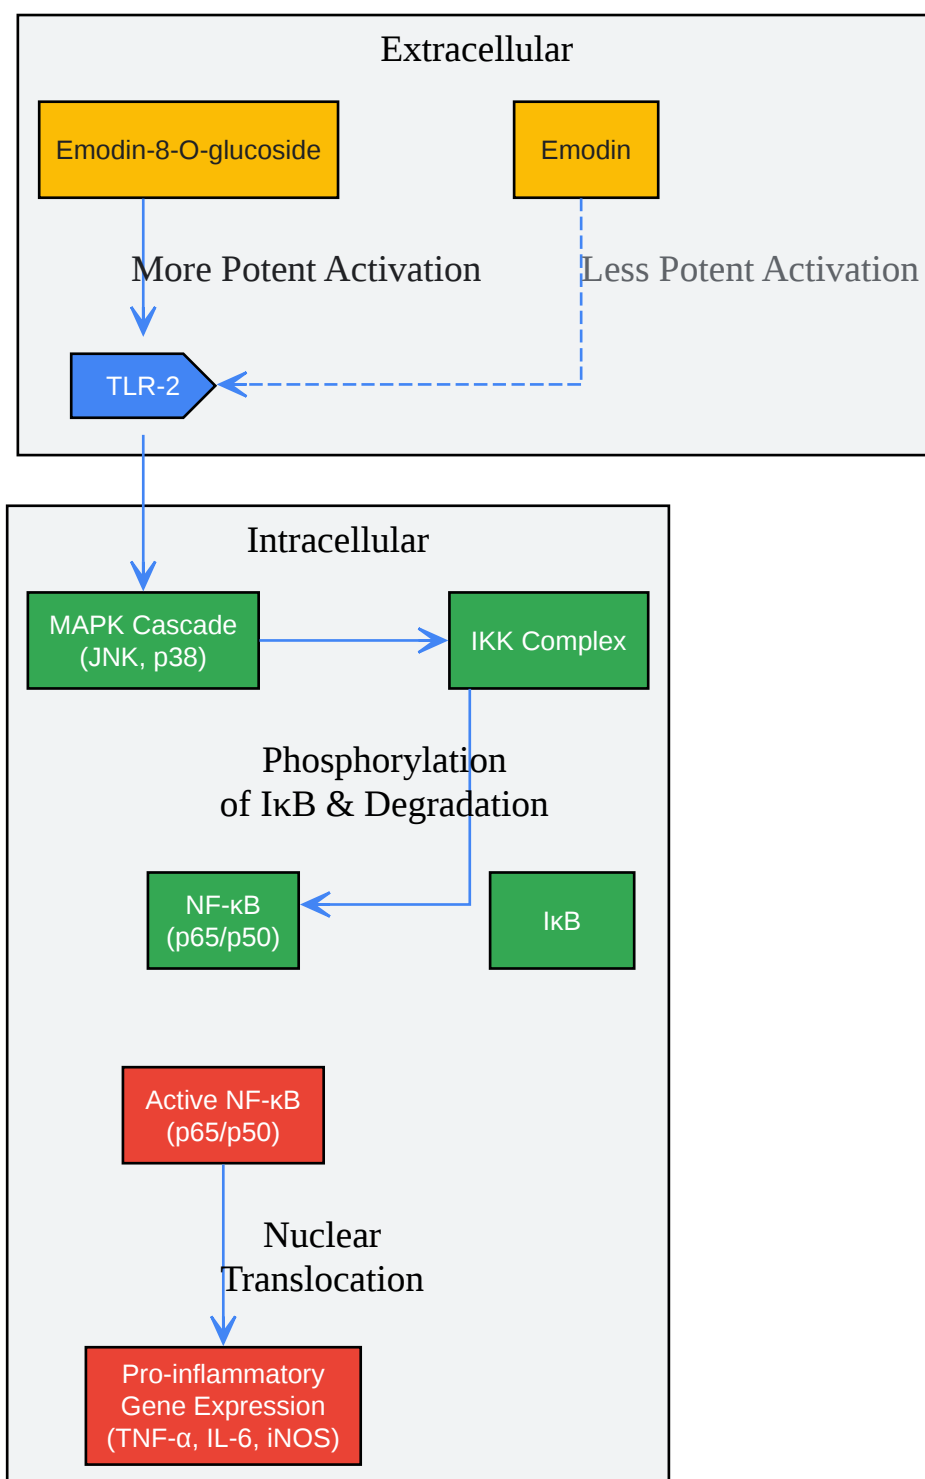 Extracellular
Emodin-8-O-glucoside
Emodin
More Potent Activation
Less Potent Activation
TLR-2
Intracellular
MAPK Cascade
(JNK, p38)
IKK Complex
Phosphorylation
of IκB & Degradation
NF-κB
(p65/p50)
IκB
Active NF-κB
(p65/p50)
Nuclear
Translocation
Pro-inflammatory
Gene Expression
(TNF-α, IL-6, iNOS)